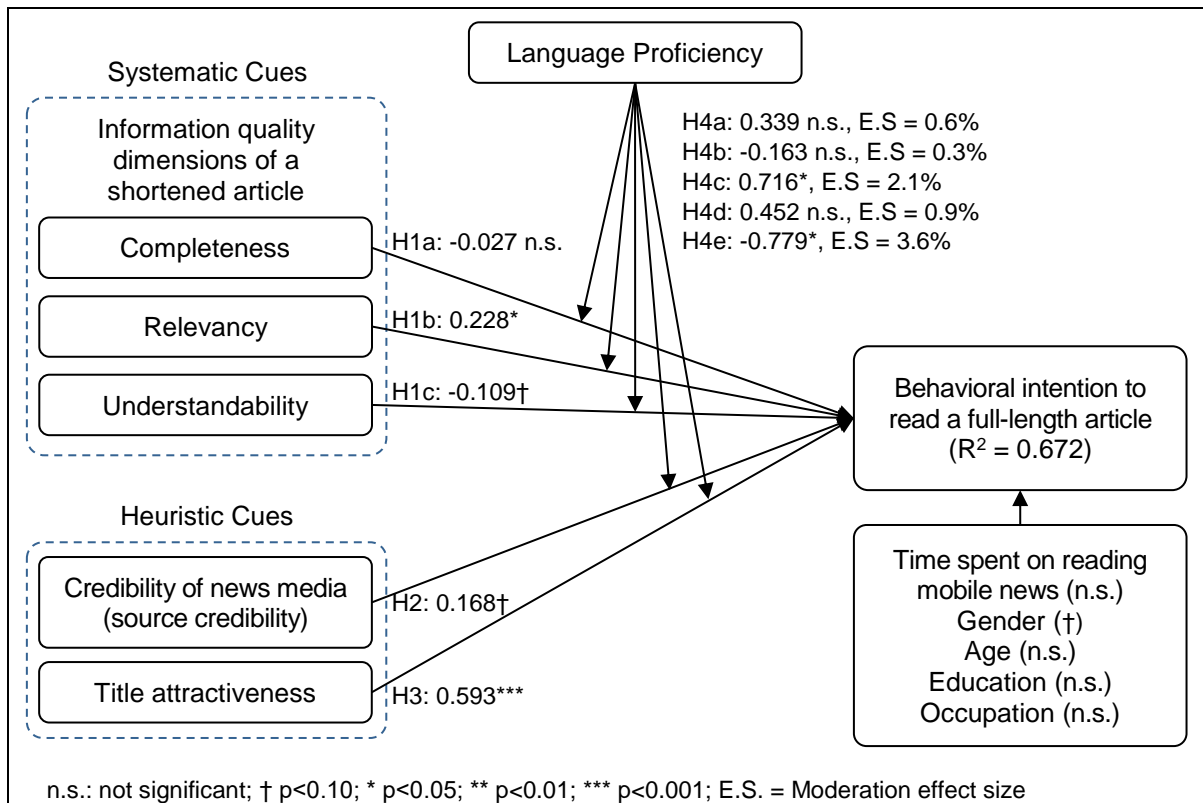 Language Proficiency
Systematic Cues
Information quality
dimensions of a
shortened article
Completeness
Relevancy
Understandability
H1a: -0.027 n.s.
H1b: 0.228*
H1c: -0.109†
H4a: 0.339 n.s., E.S = 0.6%
H4b: -0.163 n.s., E.S = 0.3%
H4c: 0.716*, E.S = 2.1%
H4d: 0.452 n.s., E.S = 0.9%
H4e: -0.779*, E.S = 3.6%
Behavioral intention to
read a full-length article
(R² = 0.672)
Heuristic Cues
Credibility of news media
(source credibility)
Title attractiveness
H2: 0.168†
H3: 0.593***
Time spent on reading
mobile news (n.s.)
Gender (†)
Age (n.s.)
Education (n.s.)
Occupation (n.s.)
n.s.: not significant; † p<0.10; * p<0.05; ** p<0.01; *** p<0.001; E.S. = Moderation effect size